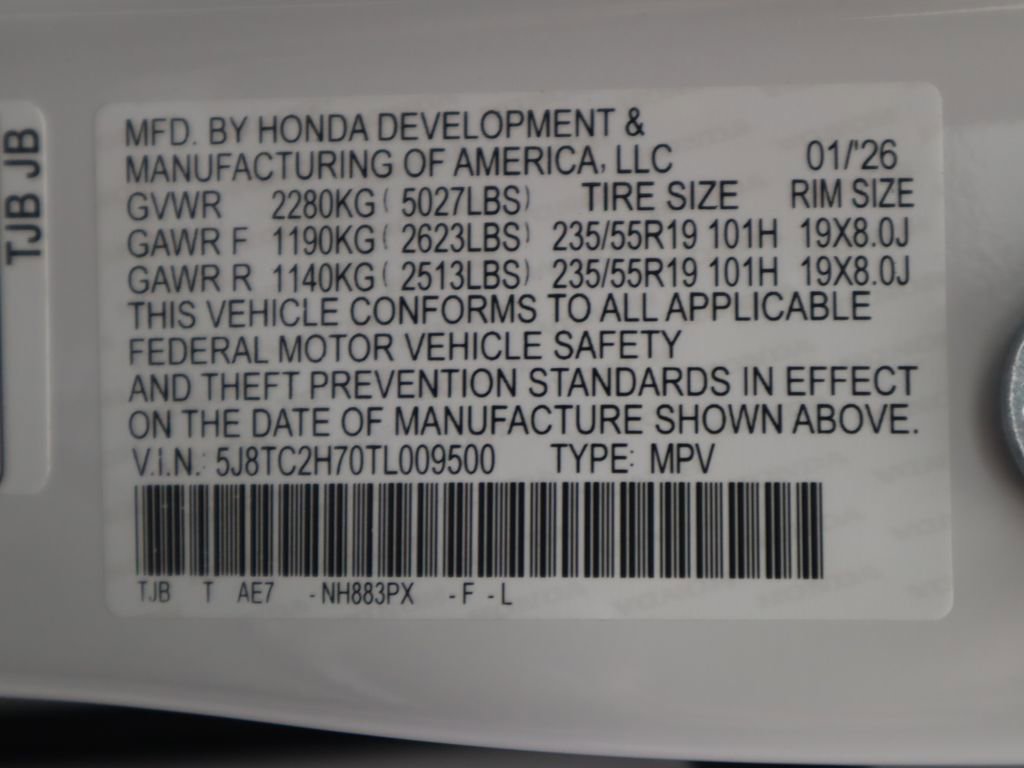 TJB JB
MFD. BY HONDA DEVELOPMENT &
MANUFACTURING OF AMERICA, LLC 01/'26
GVWR 2280KG ( 5027LBS) TIRE SIZE RIM SIZE
GAWR F 1190KG ( 2623LBS) 235/55R19 101H 19X8.0J
GAWR R 1140KG ( 2513LBS) 235/55R19 101H 19X8.0J
THIS VEHICLE CONFORMS TO ALL APPLICABLE
FEDERAL MOTOR VEHICLE SAFETY
AND THEFT PREVENTION STANDARDS IN EFFECT
ON THE DATE OF MANUFACTURE SHOWN ABOVE.
V.I.N.: 5J8TC2H70TL009500 TYPE: MPV
TJB T AE7 -NH883PX -F -L